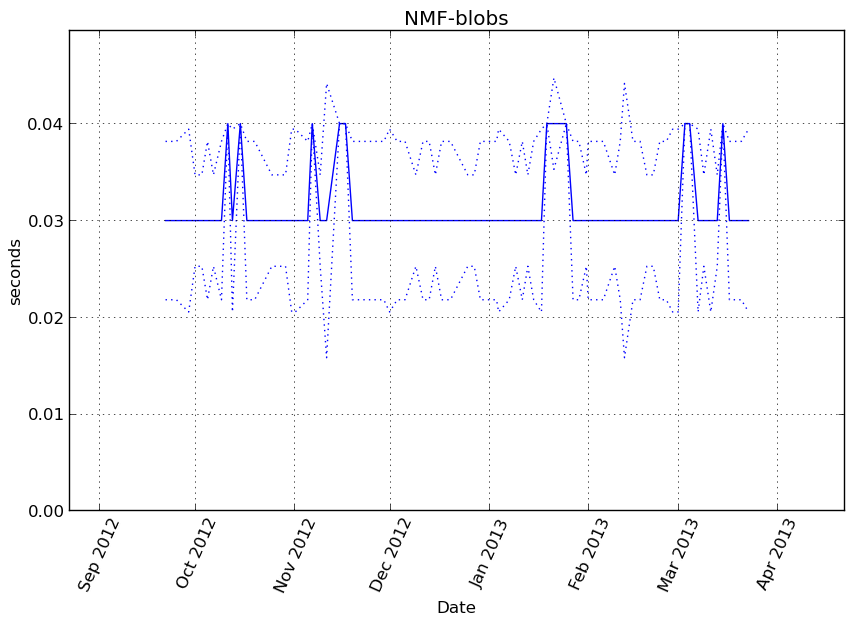 NMF-blobs
0.04
0.03
0.02
0.01
0.00
seconds
Sep 2012
Oct 2012
Nov 2012
Dec 2012
Jan 2013
Feb 2013
Mar 2013
Apr 2013
Date